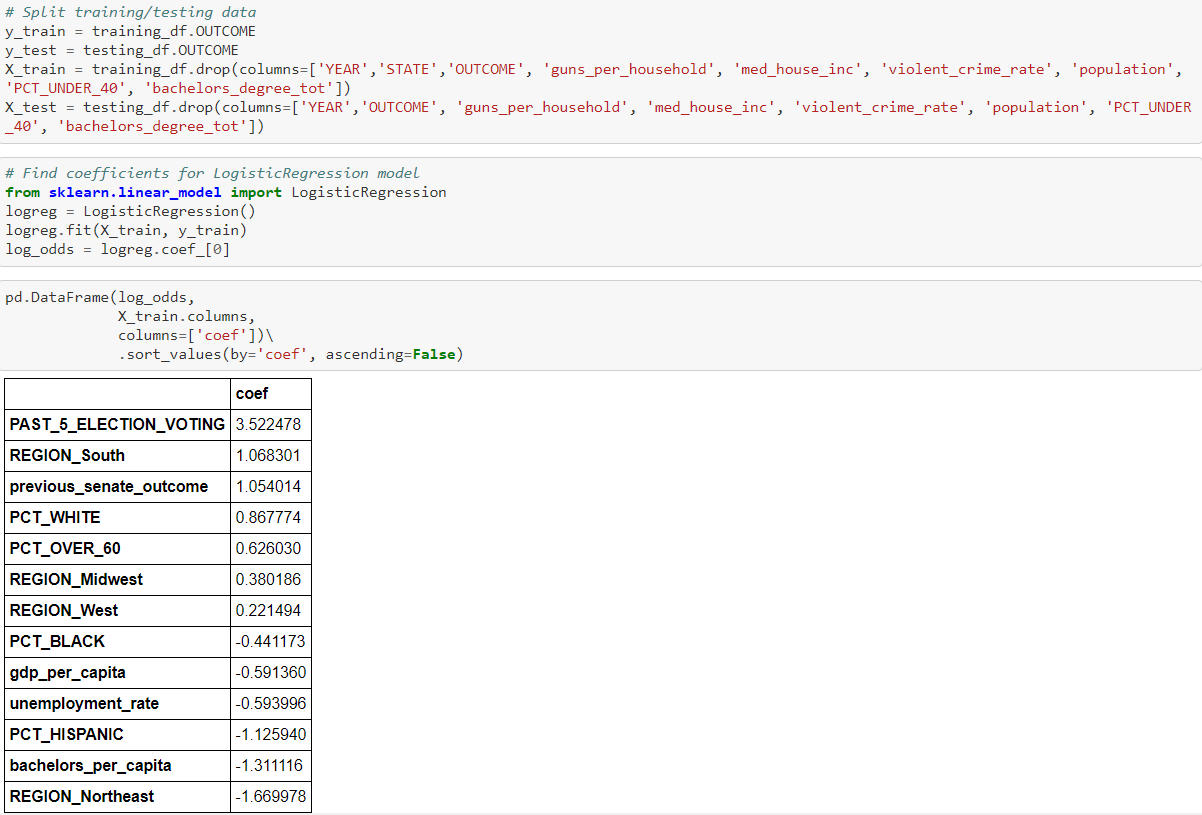 # Split training/testing data
y_train = training_df.OUTCOME
y_test = testing_df.OUTCOME
X_train = training_df.drop(columns=['YEAR','STATE','OUTCOME', 'guns_per_household', 'med_house_inc', 'violent_crime_rate', 'population',
'PCT_UNDER_40', 'bachelors_degree_tot'])
X_test = testing_df.drop(columns=['YEAR','OUTCOME', 'guns_per_household', 'med_house_inc', 'violent_crime_rate', 'population', 'PCT_UNDER
_40', 'bachelors_degree_tot'])
# Find coefficients for LogisticRegression model
from sklearn.linear_model import LogisticRegression
logreg = LogisticRegression()
logreg.fit(X_train, y_train)
log_odds = logreg.coef_[0]
pd.DataFrame(log_odds,
             X_train.columns,
             columns=['coef'])\
             .sort_values(by='coef', ascending=False)
coef
PAST_5_ELECTION_VOTING 3.522478
REGION_South 1.068301
previous_senate_outcome 1.054014
PCT_WHITE 0.867774
PCT_OVER_60 0.626030
REGION_Midwest 0.380186
REGION_West 0.221494
PCT_BLACK -0.441173
gdp_per_capita -0.591360
unemployment_rate -0.593996
PCT_HISPANIC -1.125940
bachelors_per_capita -1.311116
REGION_Northeast -1.669978